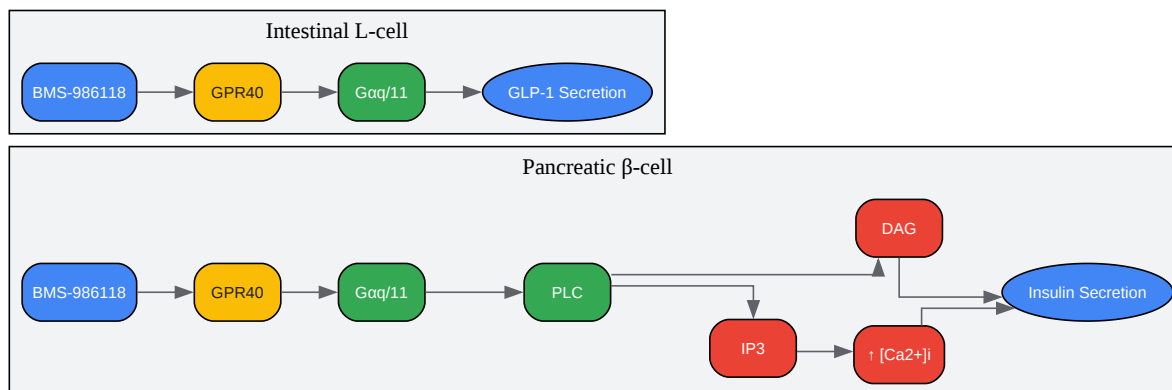 Intestinal L-cell
BMS-986118
GPR40
Gαq/11
GLP-1 Secretion
Pancreatic β-cell
BMS-986118
GPR40
Gαq/11
PLC
DAG
IP3
↑ [Ca2+]i
Insulin Secretion